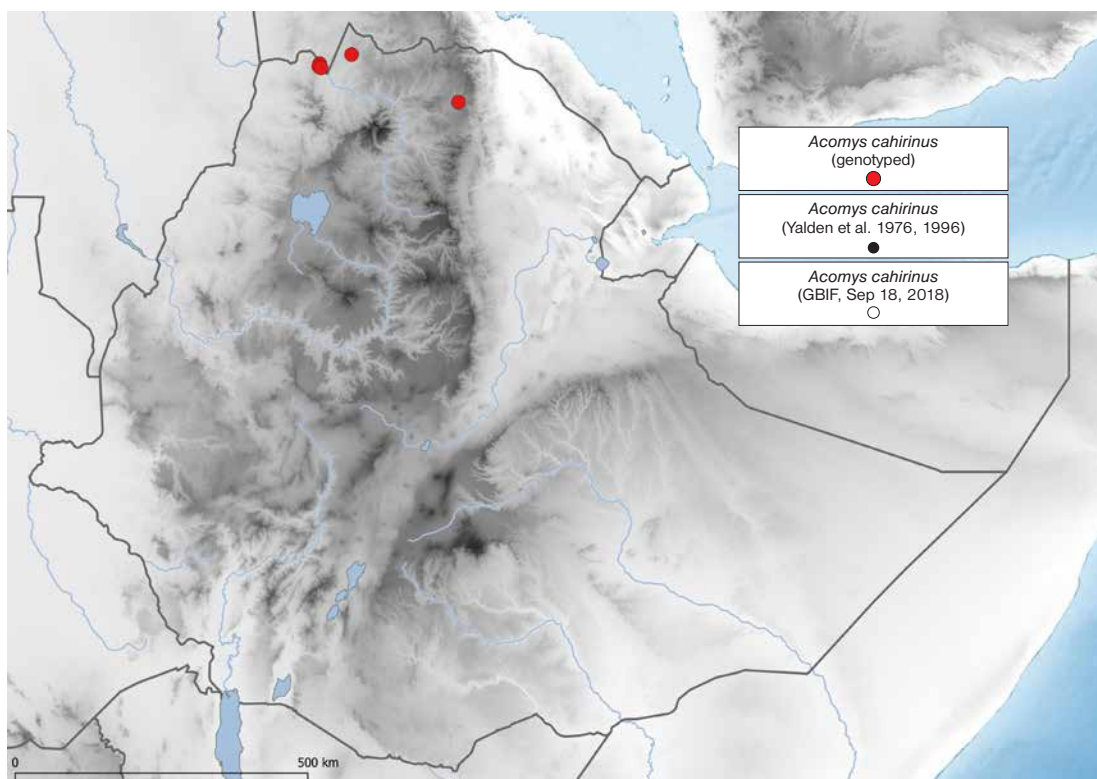 Acomys cahirinus
(genotyped)
Acomys cahirinus
(Yalden et al. 1976, 1996)
Acomys cahirinus
(GBIF, Sep 18, 2018)
0
500 km